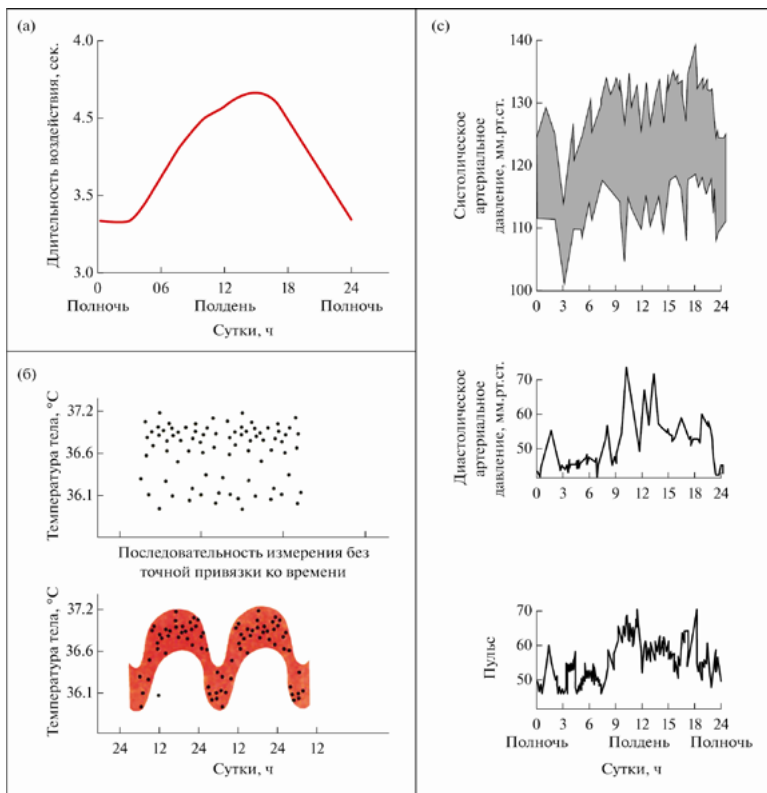 (а)
Длительность воздействия, сек.
4.0
4.5
3.5
3.0
0 06 12 18 24
Полночь Полдень Полночь
Сутки, ч
(б)
Температура тела, °С
37.2
36.6
36.1
Последовательность измерения без
точной привязки ко времени
Температура тела, °С
37.2
36.6
36.1
24 12 24 12 24 12
Сутки, ч
(с)
Систолическое
артериальное
давление, мм.рт.ст.
140
130
120
110
100
0 3 6 9 12 15 18 21 24
Диастолическое
артериальное
давление, мм.рт.ст.
70
60
50
0 3 6 9 12 15 18 21 24
Пульс
70
60
50
0 3 6 9 12 15 18 21 24
Полночь Полдень Полночь
Сутки, ч